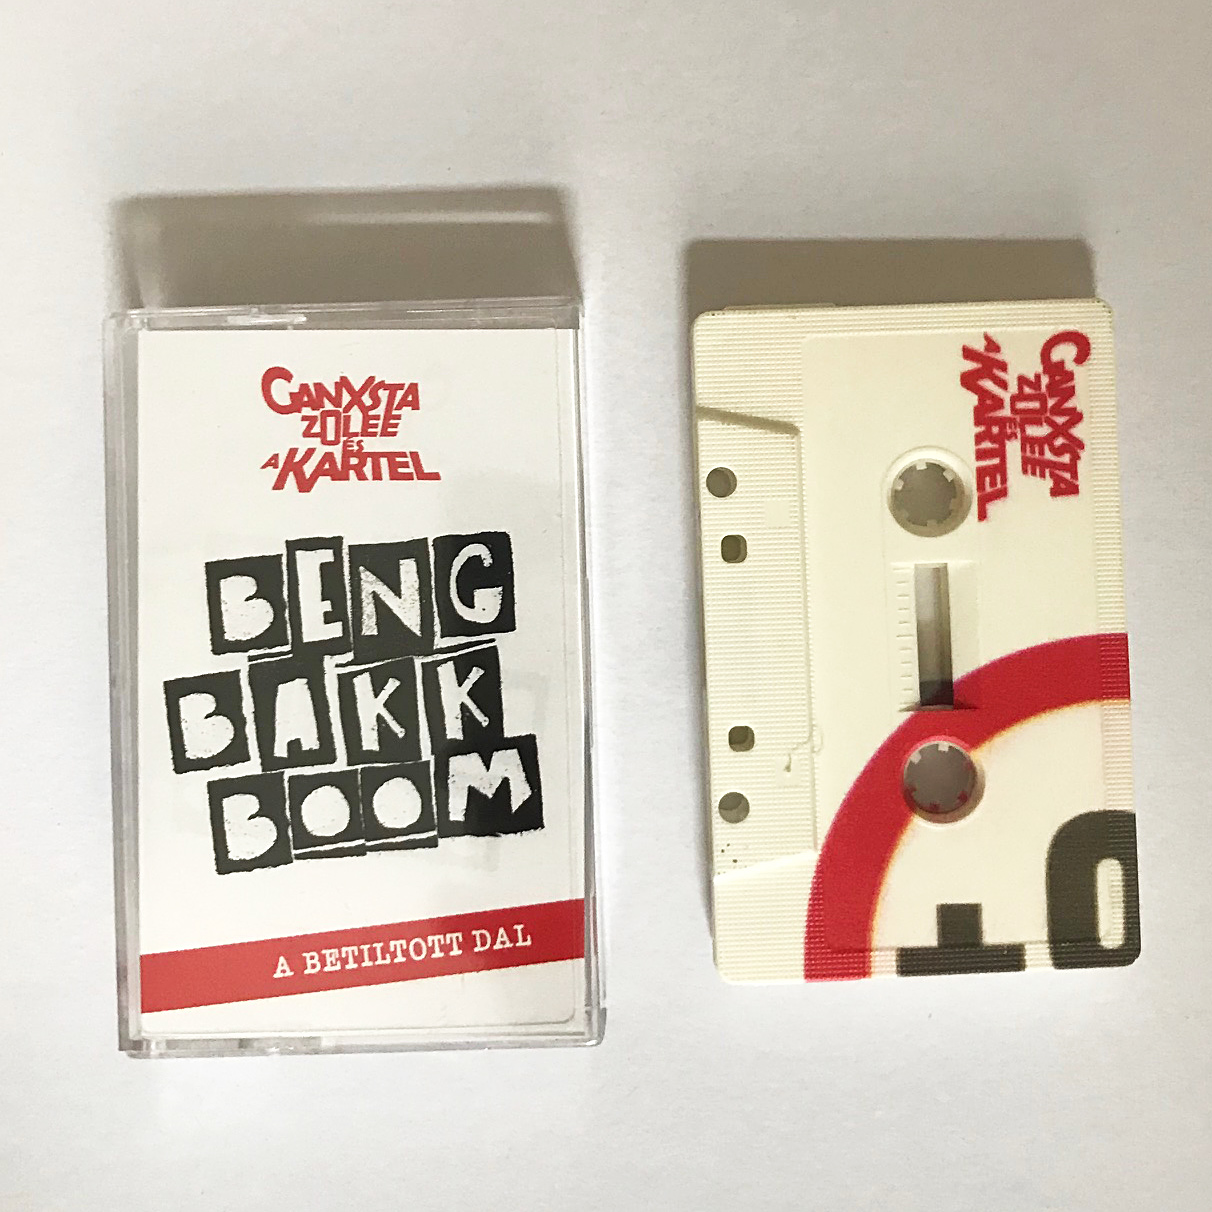 GANXSTA
ZOLEE
ÉS
A KARTEL
BENG
BAKK
BOOM
A BETILTOTT DAL
GANXSTA
ZOLEE
ÉS
A KARTEL